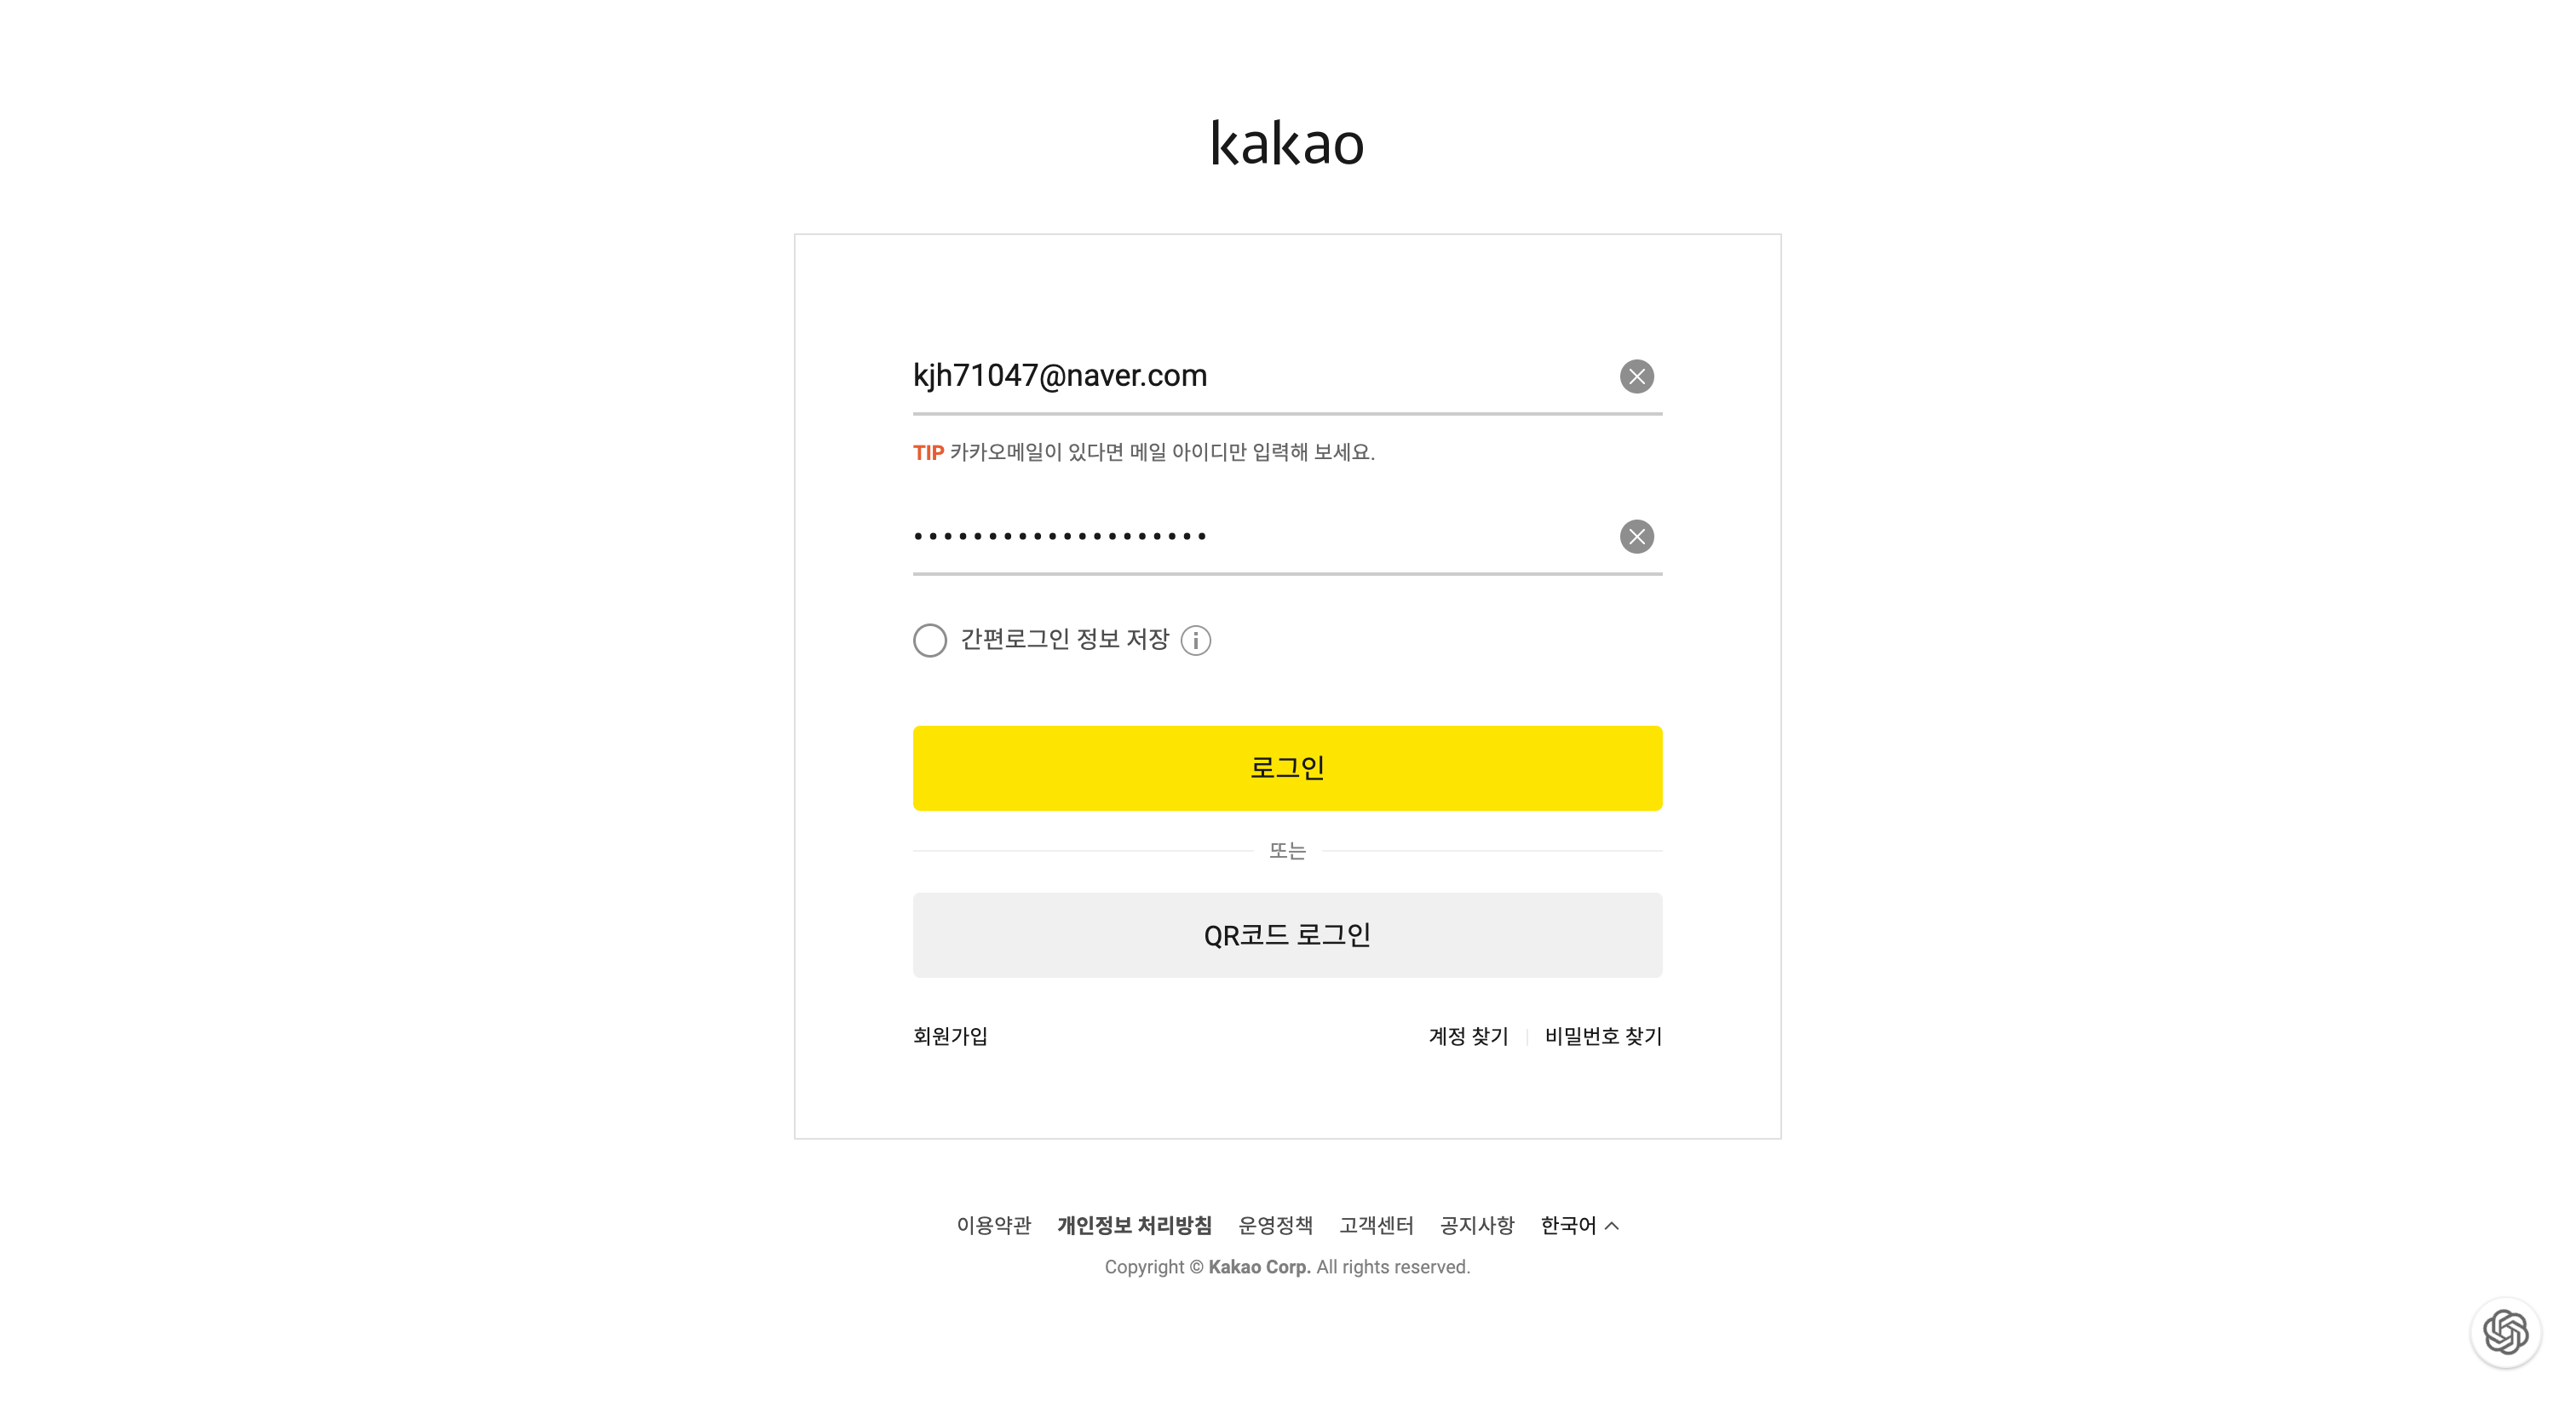 kakao
kjh71047@naver.com
TIP 카카오메일이 있다면 메일 아이디만 입력해 보세요.
••••••••••••••••••••
간편로그인 정보 저장
로그인
또는
QR코드 로그인
회원가입 계정 찾기 비밀번호 찾기
이용약관 개인정보 처리방침 운영정책 고객센터 공지사항 한국어
Copyright © Kakao Corp. All rights reserved.